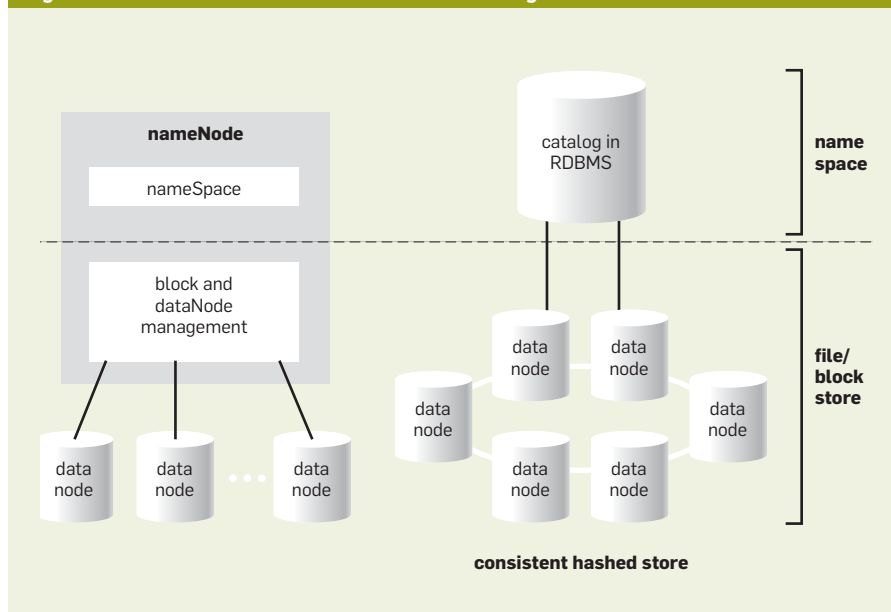 nameNode
nameSpace
block and
dataNode
management
data
node
data
node
data
node
catalog in
RDBMS
data
node
data
node
data
node
data
node
data
node
data
node
consistent hashed store
name
space
file/
block
store